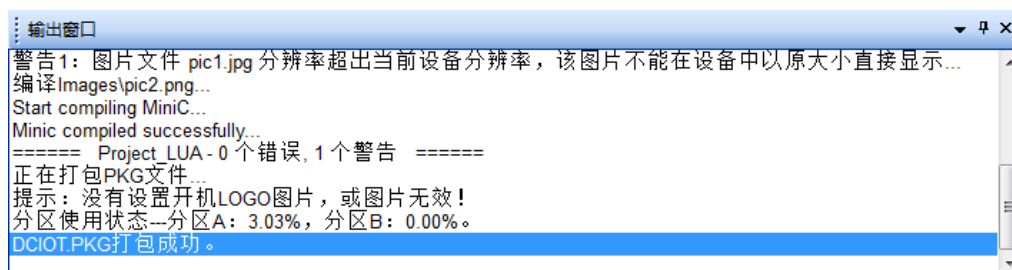 输出窗口
警告1：图片文件 pic1.jpg 分辨率超出当前设备分辨率，该图片不能在设备中以原大小直接显示...
编译Images\pic2.png...
Start compiling MiniC...
Minic compiled successfully...
====== Project_LUA - 0 个错误, 1 个警告 ======
正在打包PKG文件...
提示：没有设置开机LOGO图片，或图片无效！
分区使用状态---分区A：3.03%，分区B：0.00%。
DCIOT.PKG打包成功。